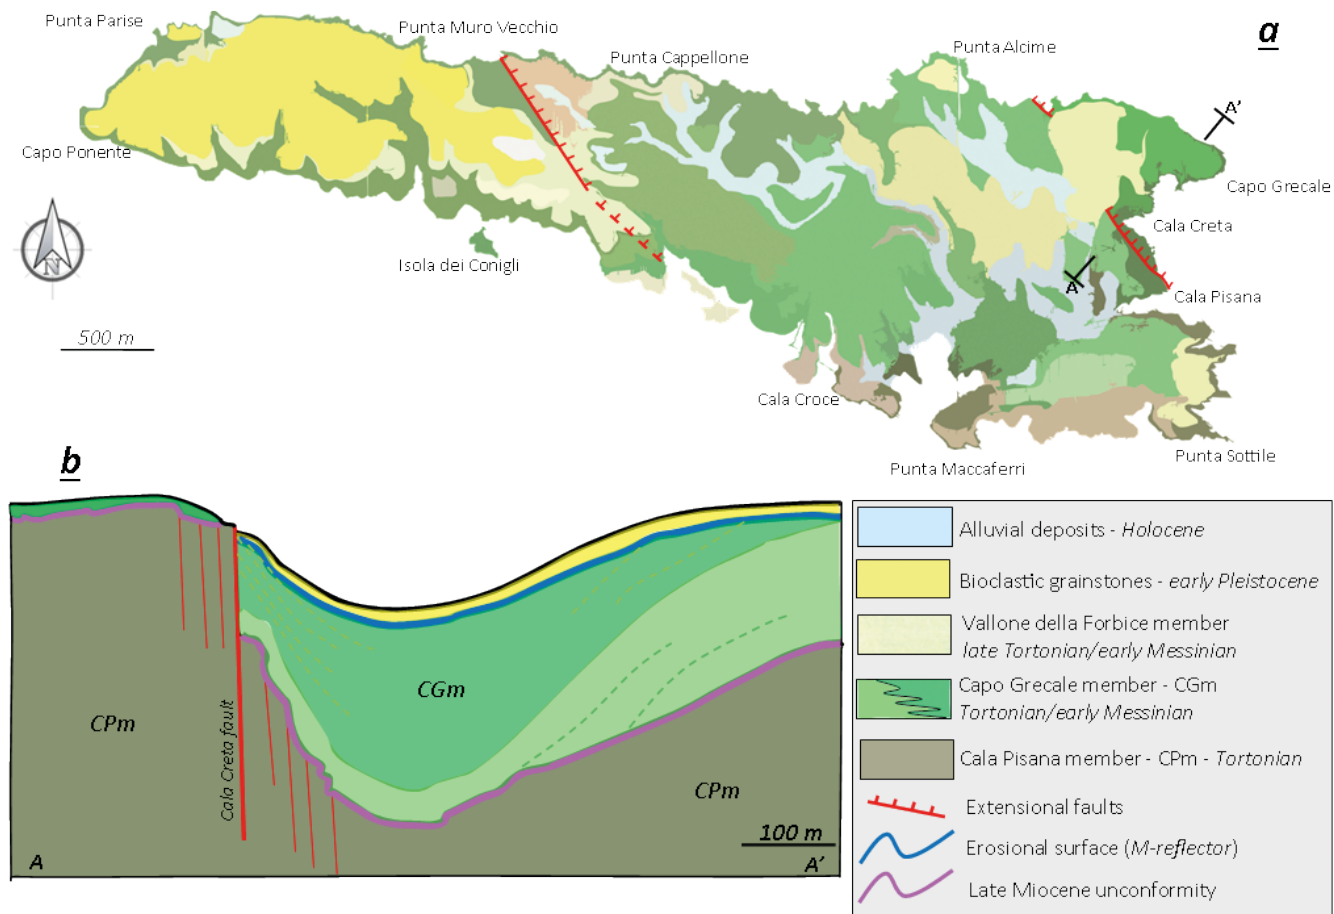 a
Punta Parise
Punta Muro Vecchio
Punta Cappellone
Punta Alcime
A'
Capo Ponente
Capo Grecale
Cala Creta
N
Isola dei Conigli
A
Cala Pisana
500 m
Cala Croce
Punta Maccaferri
Punta Sottile
b
CPm
Cala Creta fault
CGm
CPm
100 m
A
A'
Alluvial deposits - Holocene
Bioclastic grainstones - early Pleistocene
Vallone della Forbice member
late Tortonian/early Messinian
Capo Grecale member - CGm
Tortonian/early Messinian
Cala Pisana member - CPm - Tortonian
Extensional faults
Erosional surface (M-reflector)
Late Miocene unconformity